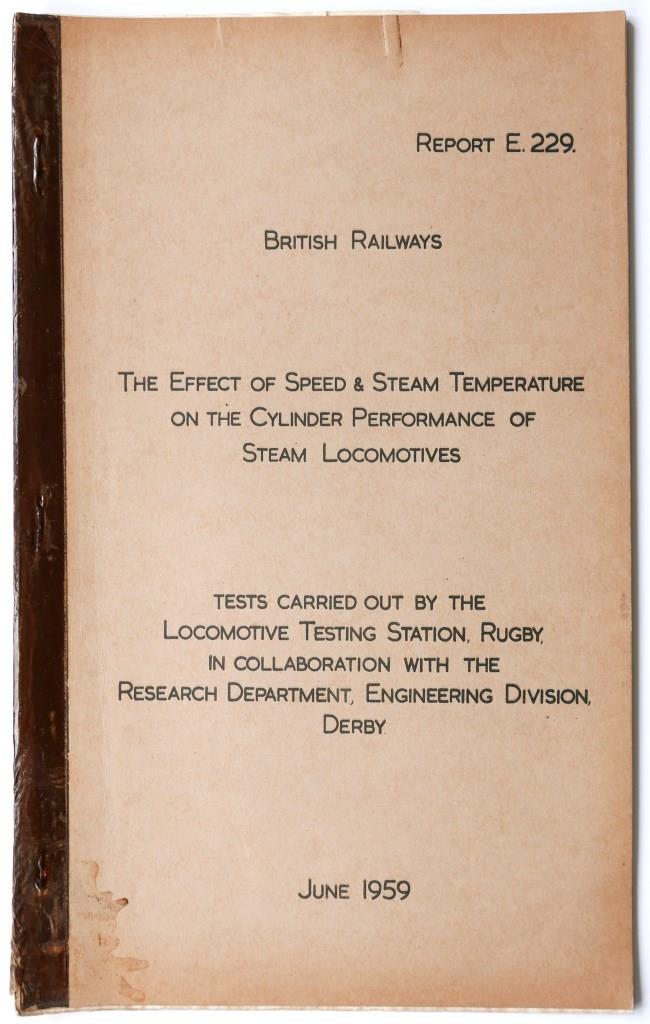 REPORT E. 229.
BRITISH RAILWAYS
THE EFFECT OF SPEED & STEAM TEMPERATURE
ON THE CYLINDER PERFORMANCE OF
STEAM LOCOMOTIVES
TESTS CARRIED OUT BY THE
LOCOMOTIVE TESTING STATION, RUGBY,
IN COLLABORATION WITH THE
RESEARCH DEPARTMENT, ENGINEERING DIVISION,
DERBY
JUNE 1959